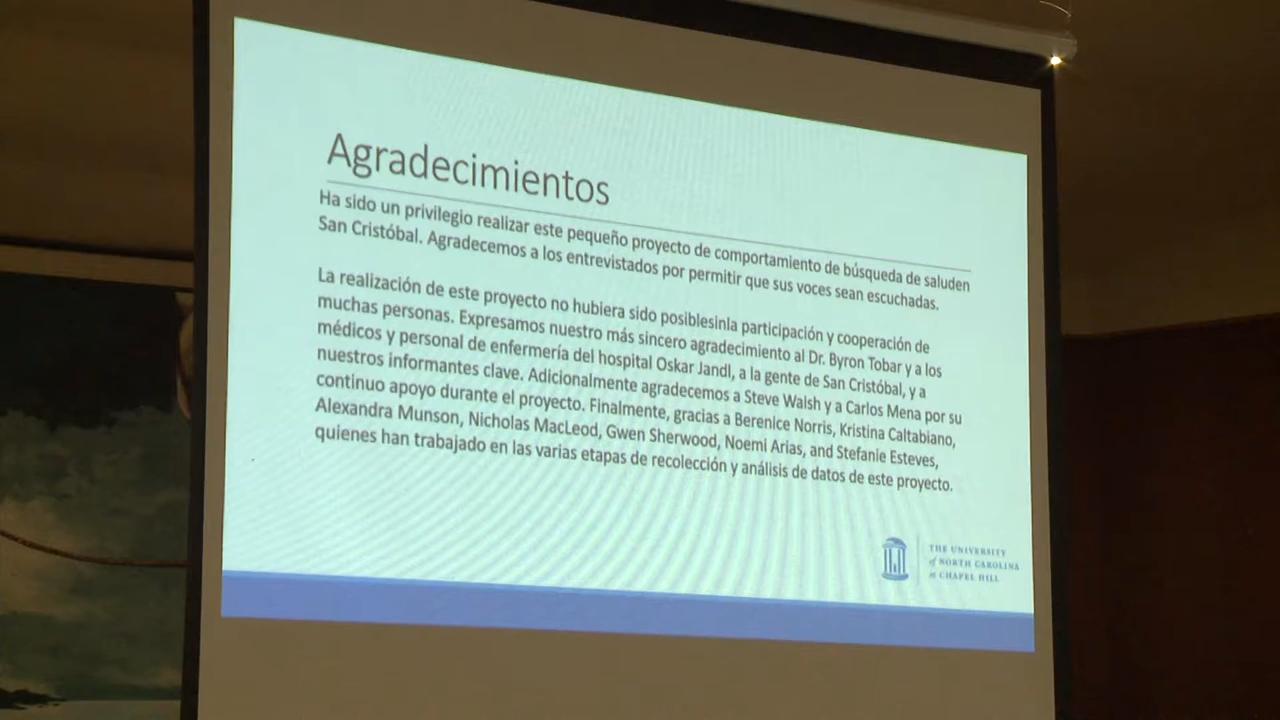 Agradecimientos
Ha sido un privilegio realizar este pequeño proyecto de comportamiento de búsqueda de saluden
San Cristóbal. Agradecemos a los entrevistados por permitir que sus voces sean escuchadas.
La realización de este proyecto no hubiera sido posiblesinla participación y cooperación de
muchas personas. Expresamos nuestro más sincero agradecimiento al Dr. Byron Tobar y a los
médicos y personal de enfermería del hospital Oskar Jandl, a la gente de San Cristóbal, y a
nuestros informantes clave. Adicionalmente agradecemos a Steve Walsh y a Carlos Mena por su
continuo apoyo durante el proyecto. Finalmente, gracias a Berenice Norris, Kristina Caltabiano,
Alexandra Munson, Nicholas MacLeod, Gwen Sherwood, Noemi Arias, and Stefanie Esteves,
quienes han trabajado en las varias etapas de recolección y análisis de datos de este proyecto.
THE UNIVERSITY
of NORTH CAROLINA
at CHAPEL HILL